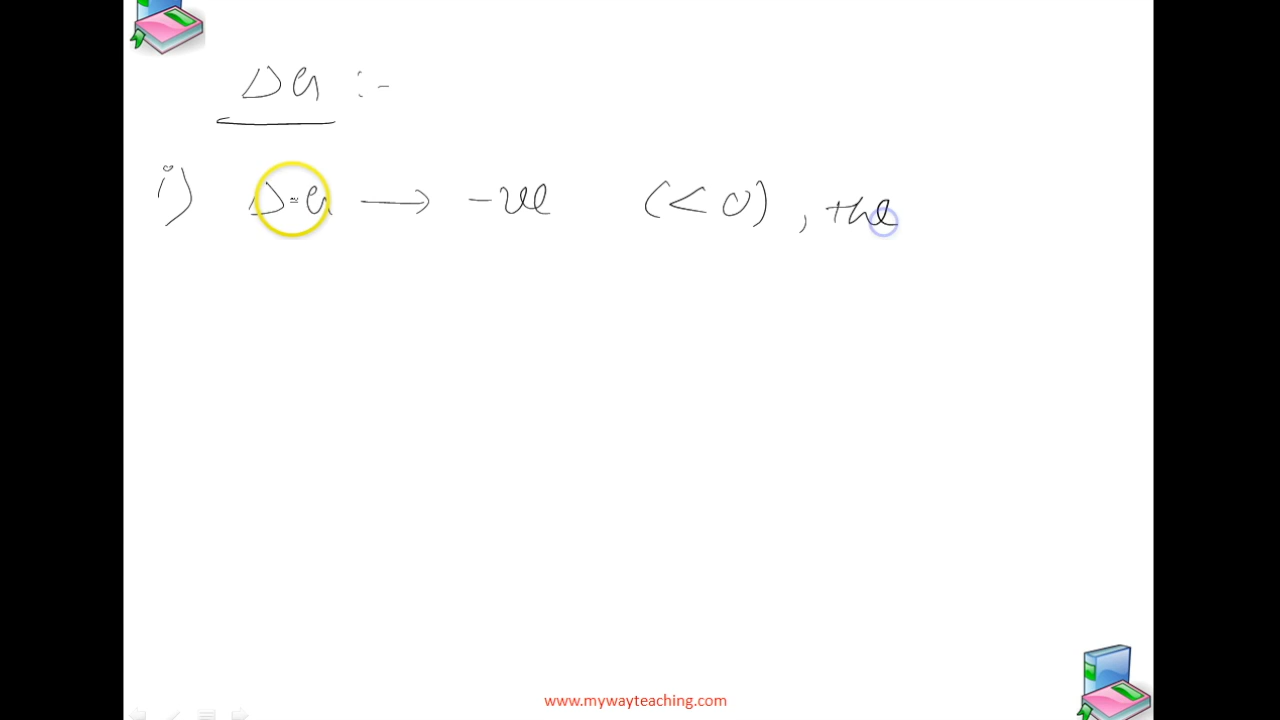 ΔG :-
i) ΔG → -ve (< 0), the
www.mywayteaching.com